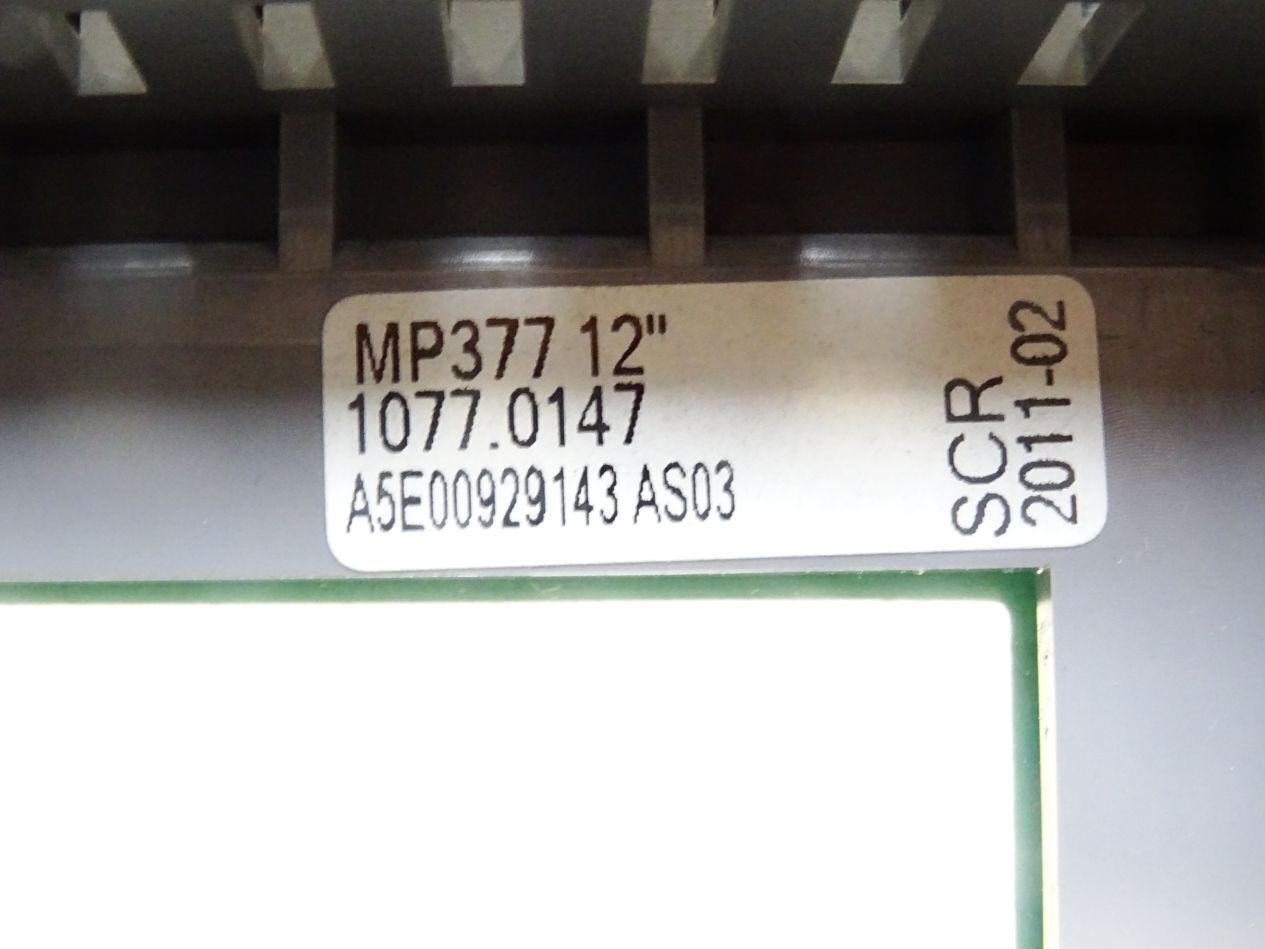 MP377 12"
1077.0147
A5E00929143 AS03
SCR
2011-02